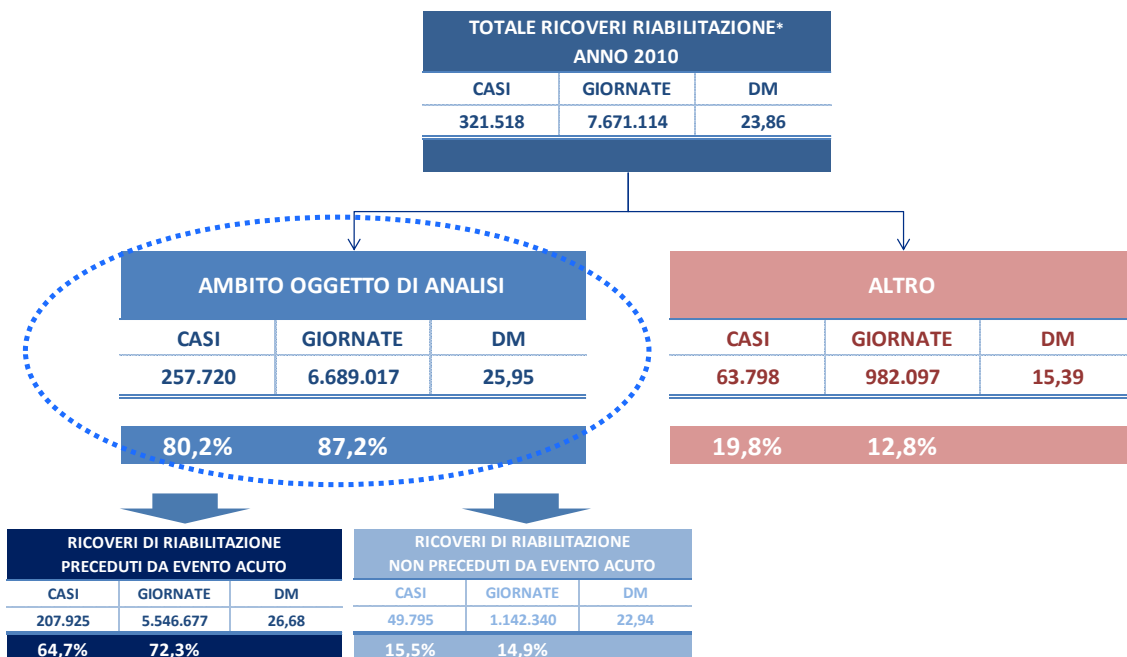 TOTALE RICOVERI RIABILITAZIONE*
ANNO 2010
CASI GIORNATE DM
321.518 7.671.114 23,86
AMBITO OGGETTO DI ANALISI
CASI GIORNATE DM
257.720 6.689.017 25,95
80,2% 87,2%
ALTRO
CASI GIORNATE DM
63.798 982.097 15,39
19,8% 12,8%
RICOVERI DI RIABILITAZIONE
PRECEDUTI DA EVENTO ACUTO
CASI GIORNATE DM
207.925 5.546.677 26,68
64,7% 72,3%
RICOVERI DI RIABILITAZIONE
NON PRECEDUTI DA EVENTO ACUTO
CASI GIORNATE DM
49.795 1.142.340 22,94
15,5% 14,9%